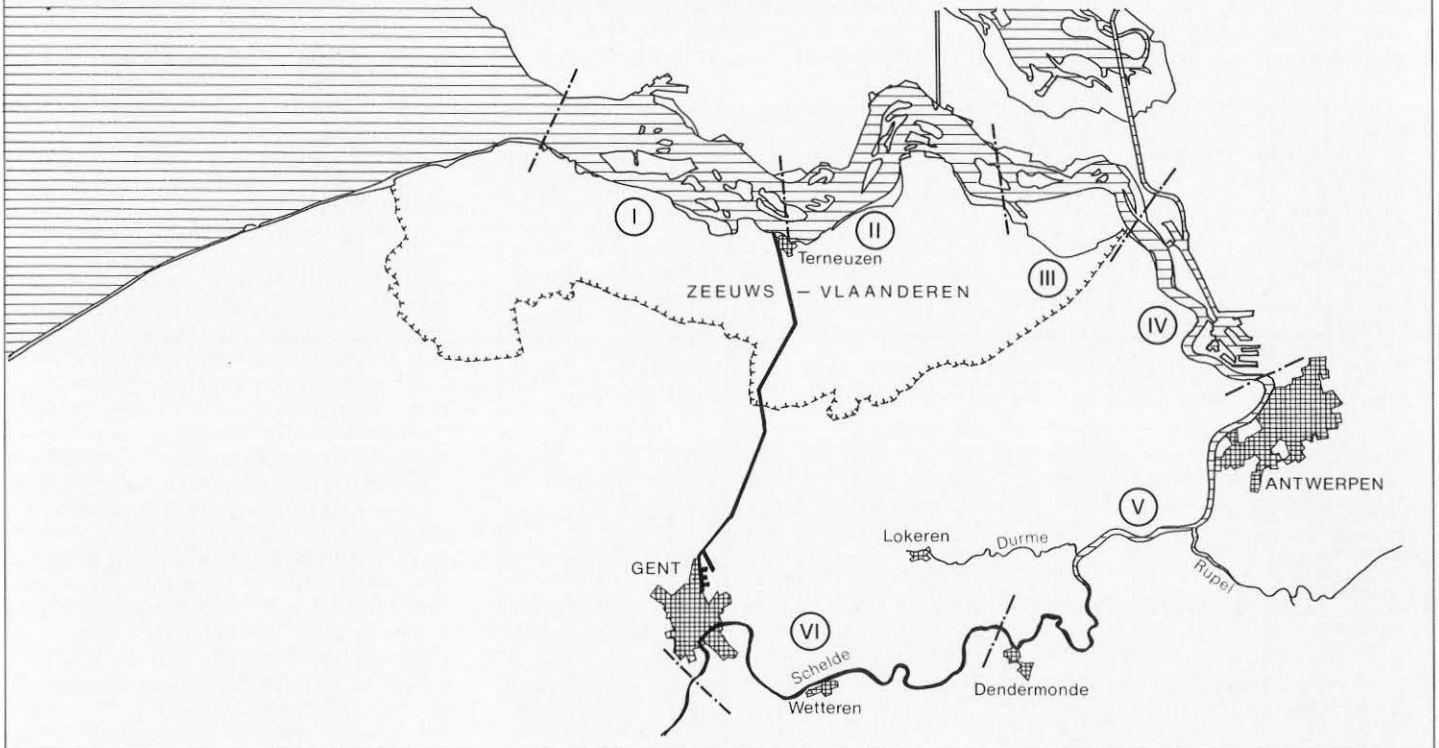 I
II
Terneuzen
ZEEUWS – VLAANDEREN
III
IV
ANTWERPEN
V
Lokeren
Durme
Rupel
GENT
VI
Schelde
Wetteren
Dendermonde